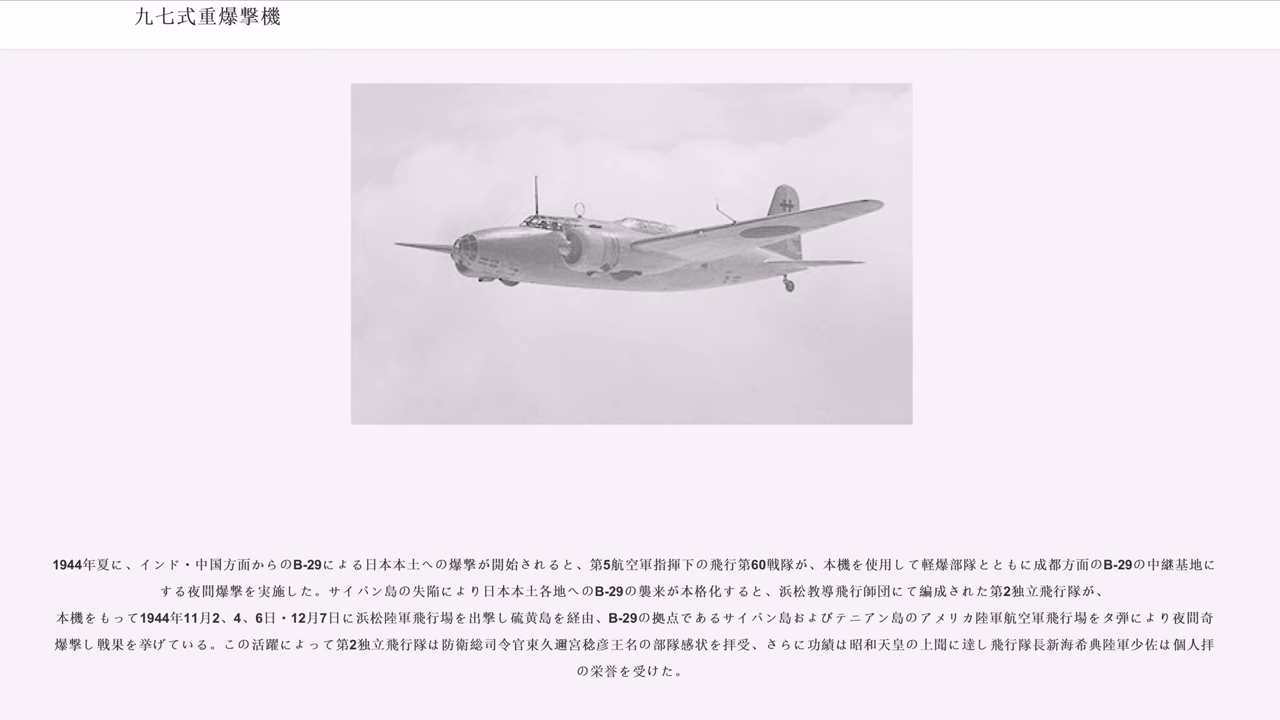 九七式重爆撃機
1944年夏に、インド・中国方面からのB-29による日本本土への爆撃が開始されると、第5航空軍指揮下の飛行第60戦隊が、本機を使用して軽爆部隊とともに成都方面のB-29の中継基地に
する夜間爆撃を実施した。サイパン島の失陥により日本本土各地へのB-29の襲来が本格化すると、浜松教導飛行師団にて編成された第2独立飛行隊が、
本機をもって1944年11月2、4、6日・12月7日に浜松陸軍飛行場を出撃し硫黄島を経由、B-29の拠点であるサイパン島およびテニアン島のアメリカ陸軍航空軍飛行場をタ弾により夜間奇
爆撃し戦果を挙げている。この活躍によって第2独立飛行隊は防衛総司令官東久邇宮稔彦王名の部隊感状を拝受、さらに功績は昭和天皇の上聞に達し飛行隊長新海希典陸軍少佐は個人拝
の栄誉を受けた。